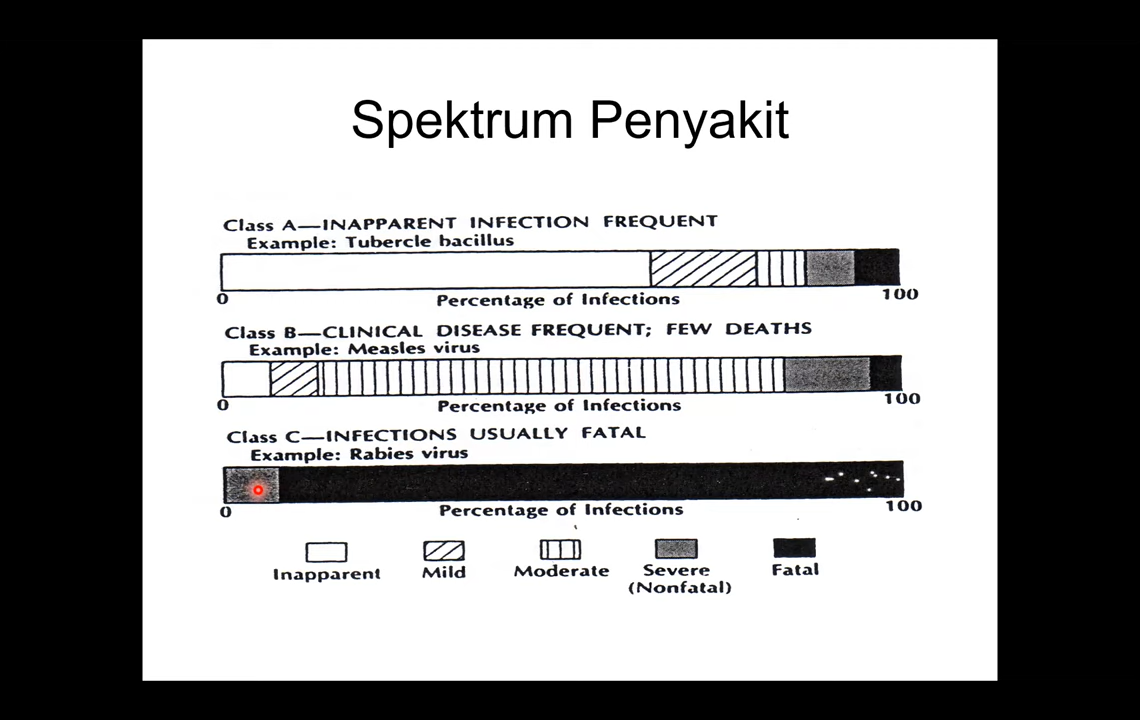 Spektrum Penyakit
Class A—INAPPARENT INFECTION FREQUENT
Example: Tubercle bacillus
0 Percentage of Infections 100
Class B—CLINICAL DISEASE FREQUENT; FEW DEATHS
Example: Measles virus
0 Percentage of Infections 100
Class C—INFECTIONS USUALLY FATAL
Example: Rabies virus
0 Percentage of Infections 100
Inapparent Mild Moderate Severe Fatal
(Nonfatal)